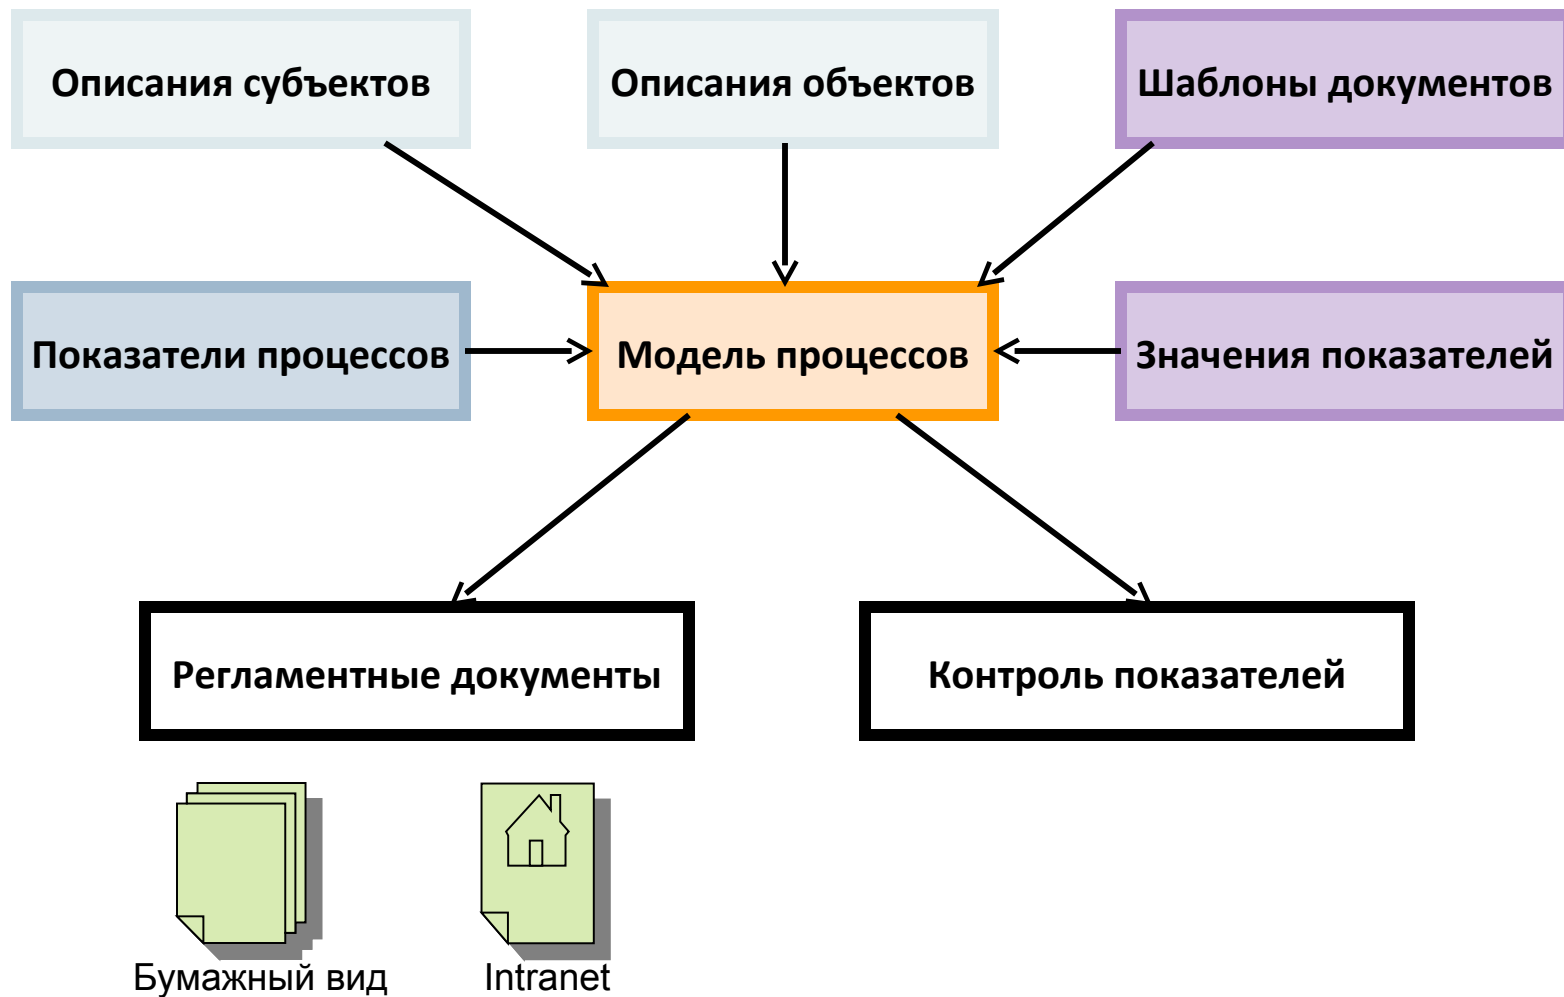 Описания субъектов
Описания объектов
Шаблоны документов
Показатели процессов
Модель процессов
Значения показателей
Регламентные документы
Контроль показателей
Бумажный вид
Intranet